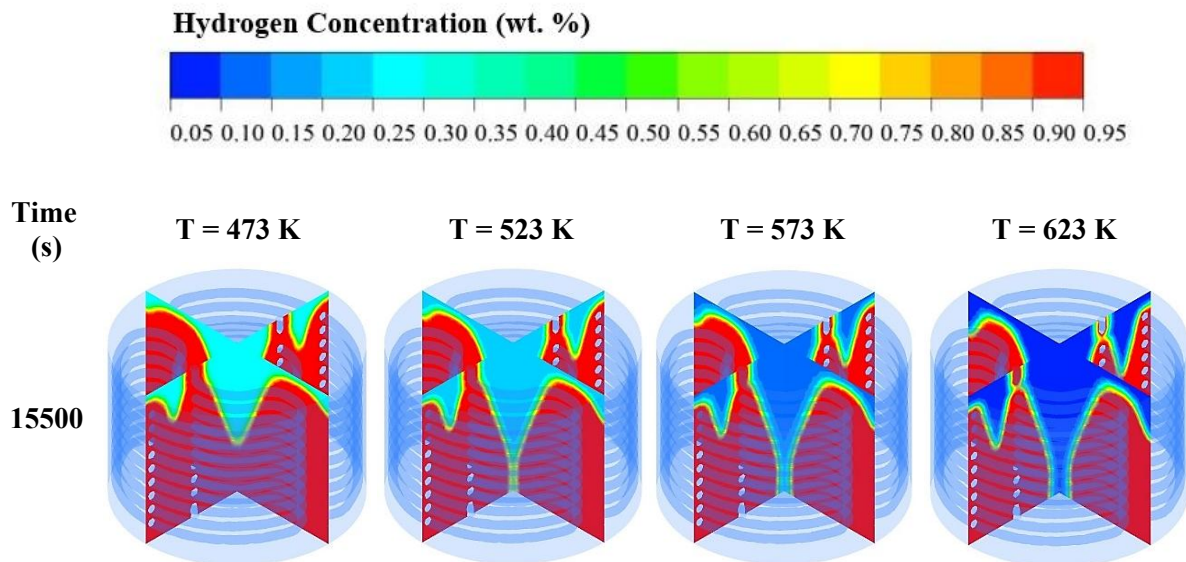 Hydrogen Concentration (wt. %)
0.05 0.10 0.15 0.20 0.25 0.30 0.35 0.40 0.45 0.50 0.55 0.60 0.65 0.70 0.75 0.80 0.85 0.90 0.95
Time (s) T = 473 K T = 523 K T = 573 K T = 623 K
15500